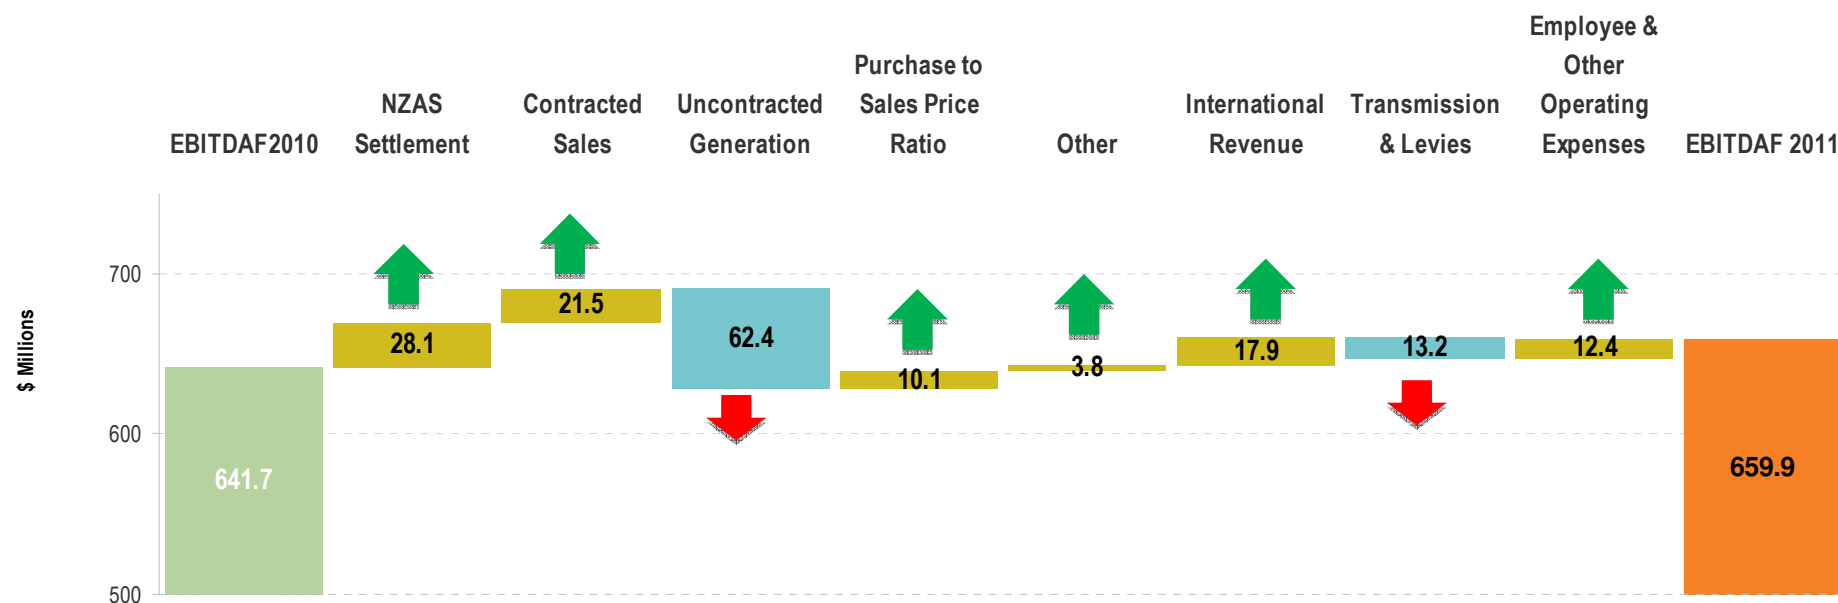 EBITDAF2010
NZAS
Settlement
Contracted
Sales
Uncontracted
Generation
Purchase to
Sales Price
Ratio
Other
International
Revenue
Transmission
& Levies
Employee &
Other
Operating
Expenses
EBITDAF 2011
$ Millions
700
600
500
641.7
28.1
21.5
62.4
10.1
3.8
17.9
13.2
12.4
659.9